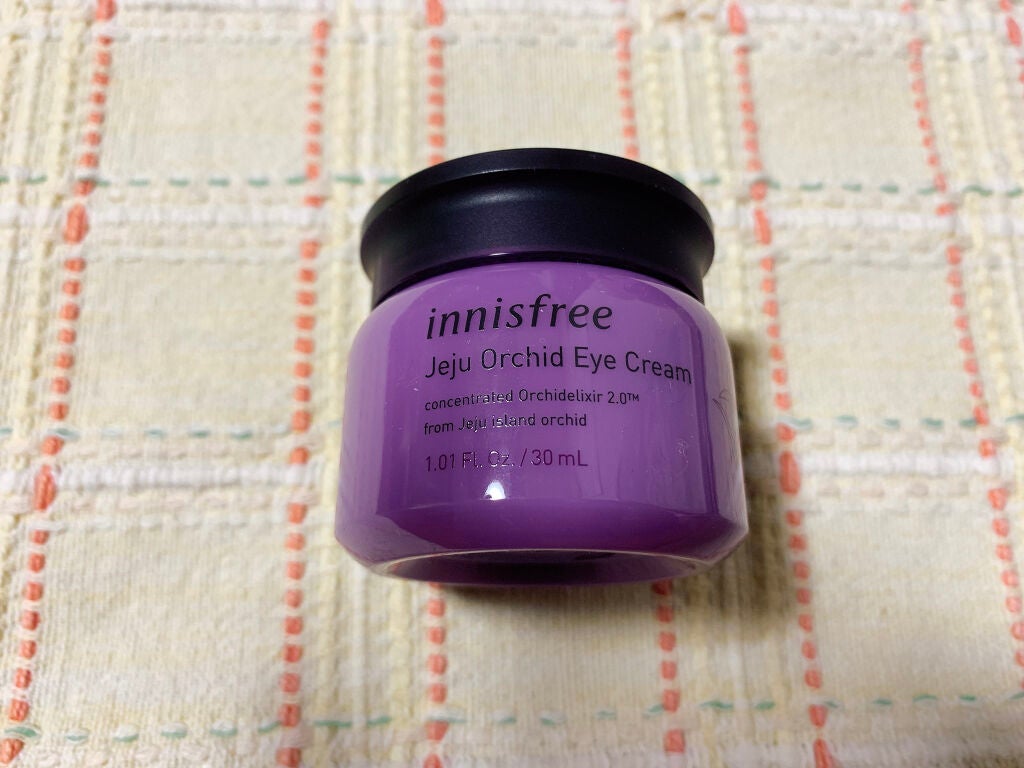 innisfree
Jeju Orchid Eye Cream
concentrated Orchidelixir 2.0™
from Jeju island orchid
1.01 Fl. Oz. / 30 mL